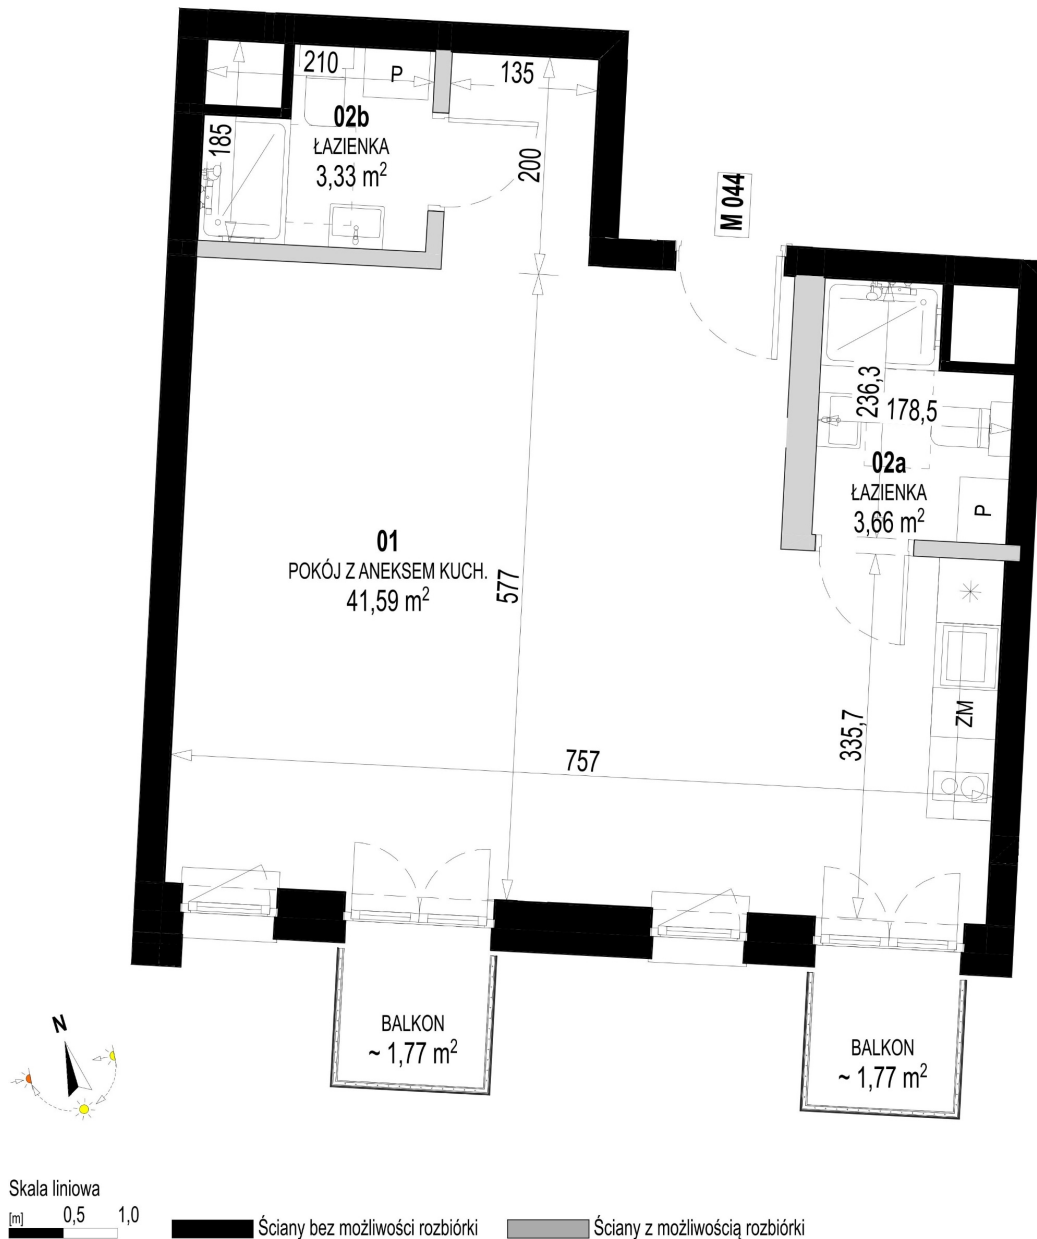 210
P
135
02b
ŁAZIENKA
3,33 m²
185
200
M 044
236,3
178,5
02a
ŁAZIENKA
3,66 m²
P
01
POKÓJ Z ANEKSEM KUCH.
41,59 m²
577
ZM
335,7
757
BALKON
~ 1,77 m²
BALKON
~ 1,77 m²
N
Skala liniowa
[m] 0,5 1,0
Ściany bez możliwości rozbiórki
Ściany z możliwością rozbiórki